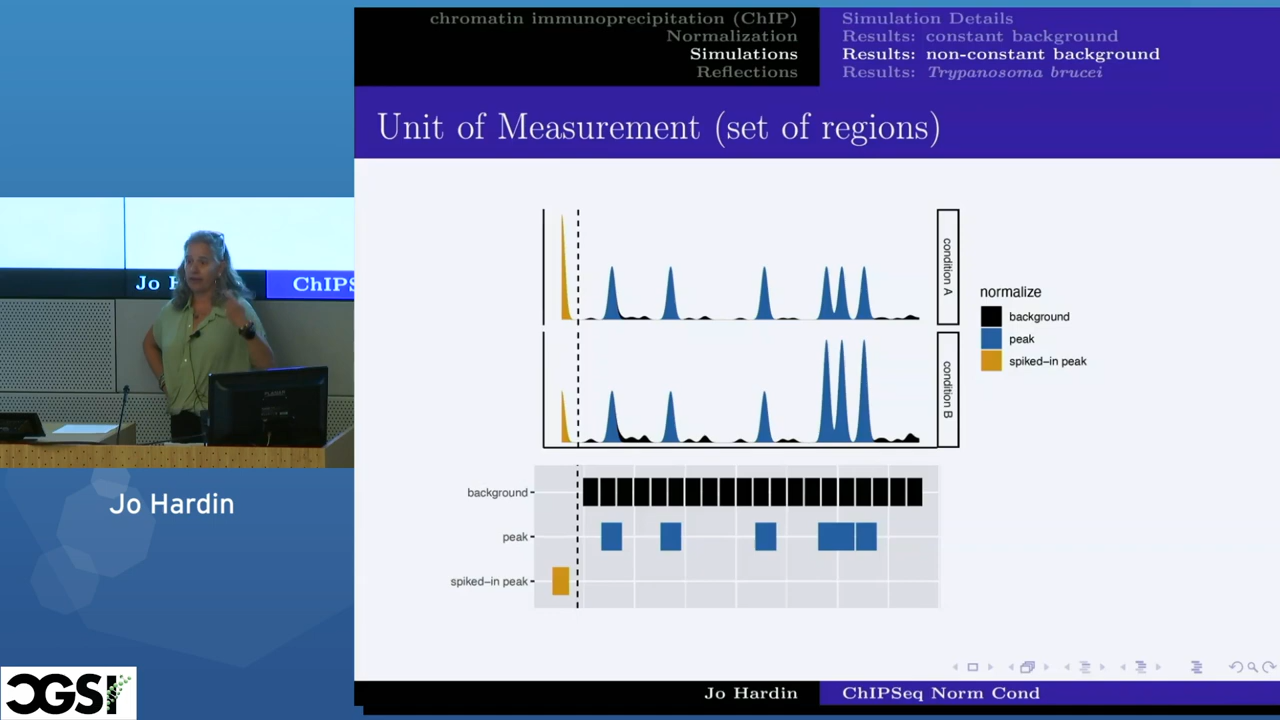 chromatin immunoprecipitation (ChIP)
Normalization
Simulations
Reflections
Simulation Details
Results: constant background
Results: non-constant background
Results: Trypanosoma brucei
Unit of Measurement (set of regions)
condition A
condition B
normalize
background
peak
spiked-in peak
background
peak
spiked-in peak
Jo H
ChIPS
Jo Hardin
CGSI
Jo Hardin
ChIPSeq Norm Cond